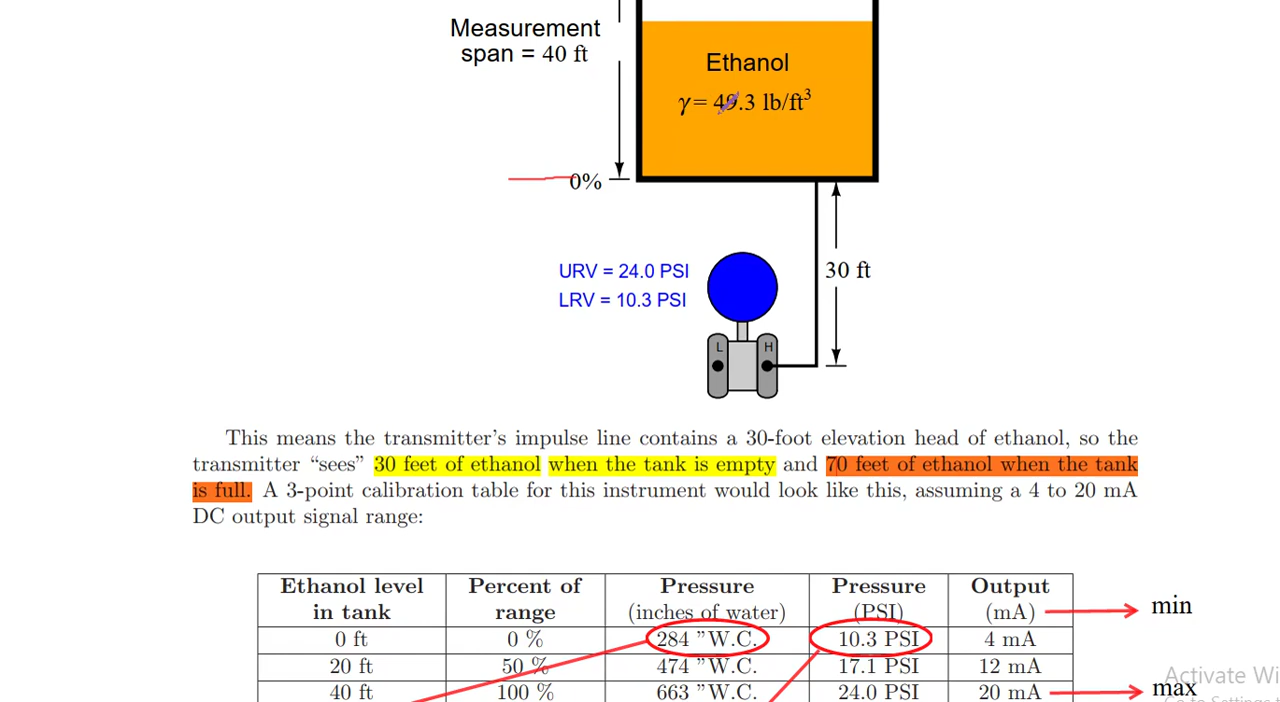 Measurement
span = 40 ft
Ethanol
γ = 49.3 lb/ft³
0%
URV = 24.0 PSI
LRV = 10.3 PSI
30 ft
L H
This means the transmitter's impulse line contains a 30-foot elevation head of ethanol, so the
transmitter "sees" 30 feet of ethanol when the tank is empty and 70 feet of ethanol when the tank
is full. A 3-point calibration table for this instrument would look like this, assuming a 4 to 20 mA
DC output signal range:
Ethanol level Percent of Pressure Pressure Output
in tank range (inches of water) (PSI) (mA) min
0 ft 0 % 284 "W.C. 10.3 PSI 4 mA
20 ft 50 % 474 "W.C. 17.1 PSI 12 mA
40 ft 100 % 663 "W.C. 24.0 PSI 20 mA max
Activate Wi